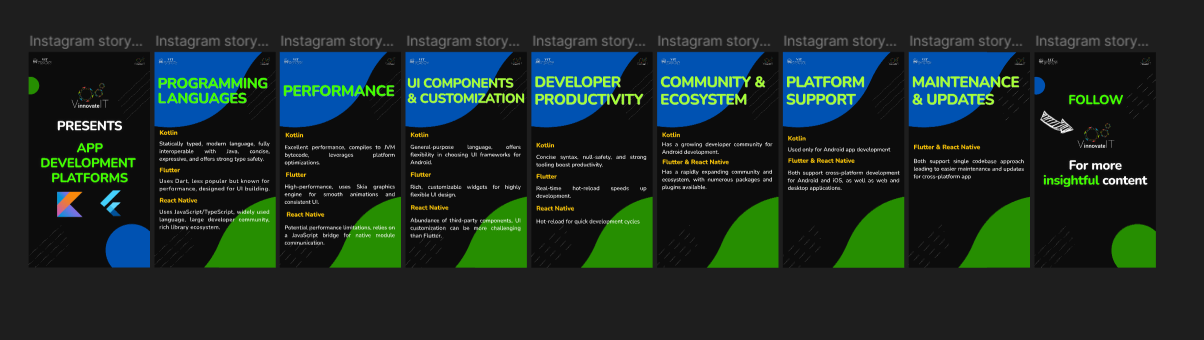 Instagram story...
Instagram story...
Instagram story...
Instagram story...
Instagram story...
Instagram story...
Instagram story...
Instagram story...
Instagram story...
VinnovateIT
PRESENTS
APP
DEVELOPMENT
PLATFORMS
PROGRAMMING
LANGUAGES
Kotlin
Statically typed, modern language, fully
interoperable with Java, concise,
expressive, and offers strong type safety.
Flutter
Uses Dart, less popular but known for
performance, designed for UI building.
React Native
Uses JavaScript/TypeScript, widely used
language, large developer community,
rich library ecosystem.
PERFORMANCE
Kotlin
Excellent performance, compiles to JVM
bytecode, leverages platform
optimizations.
Flutter
High-performance, uses Skia graphics
engine for smooth animations and
consistent UI.
React Native
Potential performance limitations, relies on
a JavaScript bridge for native module
communication.
UI COMPONENTS
& CUSTOMIZATION
Kotlin
General-purpose language, offers
flexibility in choosing UI frameworks for
Android.
Flutter
Rich, customizable widgets for highly
flexible UI design.
React Native
Abundance of third-party components, UI
customization can be more challenging
than Flutter.
DEVELOPER
PRODUCTIVITY
Kotlin
Concise syntax, null-safety, and strong
tooling boost productivity.
Flutter
Real-time hot-reload speeds up
development.
React Native
Hot-reload for quick development cycles
COMMUNITY &
ECOSYSTEM
Kotlin
Has a growing developer community for
Android development.
Flutter & React Native
Has a rapidly expanding community and
ecosystem, with numerous packages and
plugins available.
PLATFORM
SUPPORT
Kotlin
Used only for Android app development
Flutter & React Native
Both support cross-platform development
for Android and iOS, as well as web and
desktop applications.
MAINTENANCE
& UPDATES
Flutter & React Native
Both support single codebase approach
leading to easier maintenance and updates
for cross-platform app
FOLLOW
VinnovateIT
For more
insightful content